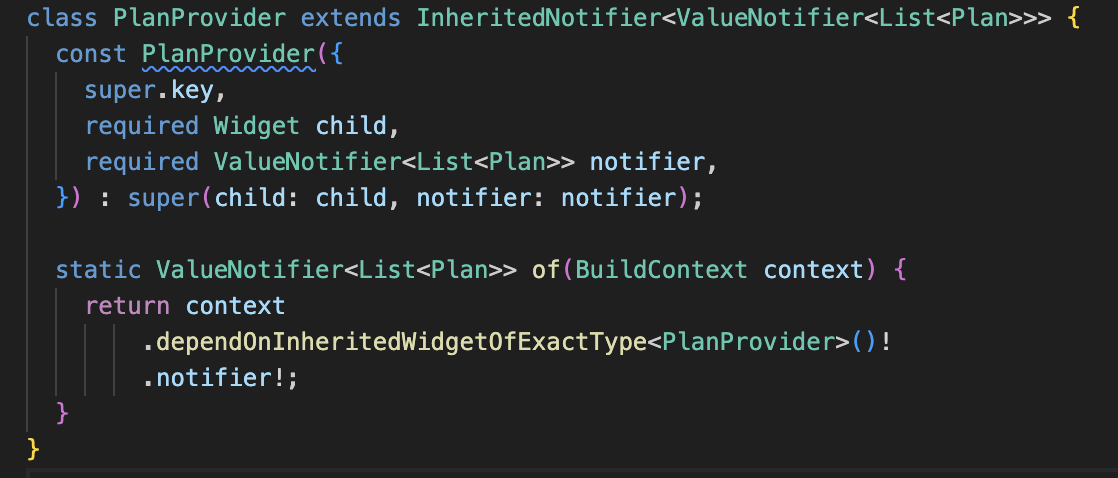 class PlanProvider extends InheritedNotifier<ValueNotifier<List<Plan>>> {
  const PlanProvider({
    super.key,
    required Widget child,
    required ValueNotifier<List<Plan>> notifier,
  }) : super(child: child, notifier: notifier);

  static ValueNotifier<List<Plan>> of(BuildContext context) {
    return context
        .dependOnInheritedWidgetOfExactType<PlanProvider>()!
        .notifier!;
  }
}